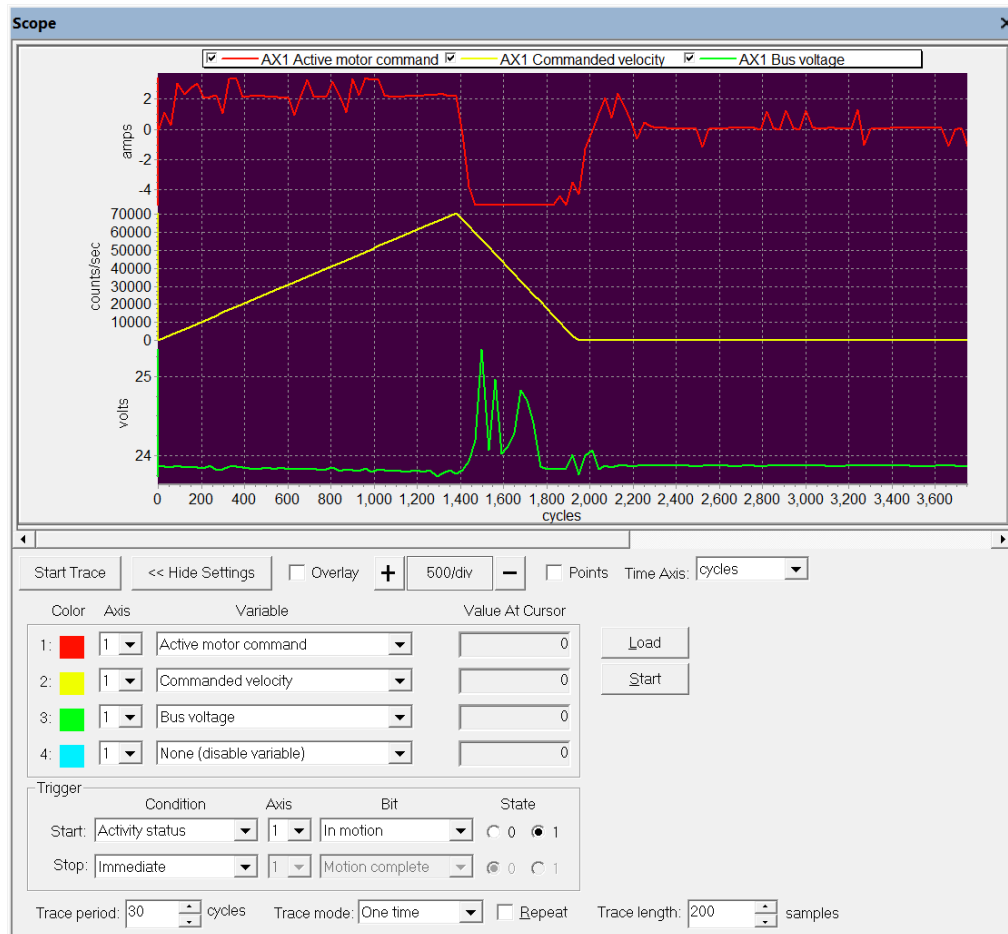 Scope
AX1 Active motor command AX1 Commanded velocity AX1 Bus voltage
2
0
-2
-4
amps
70000
60000
50000
40000
30000
20000
10000
0
counts/sec
25
24
volts
0 200 400 600 800 1,000 1,200 1,400 1,600 1,800 2,000 2,200 2,400 2,600 2,800 3,000 3,200 3,400 3,600
cycles
Start Trace << Hide Settings Overlay + 500/div − Points Time Axis: cycles
Color Axis Variable Value At Cursor
1: 1 Active motor command 0 Load
2: 1 Commanded velocity 0 Start
3: 1 Bus voltage 0
4: 1 None (disable variable) 0
Trigger
Condition Axis Bit State
Start: Activity status 1 In motion 0 1
Stop: Immediate 1 Motion complete 0 1
Trace period: 30 cycles Trace mode: One time Repeat Trace length: 200 samples